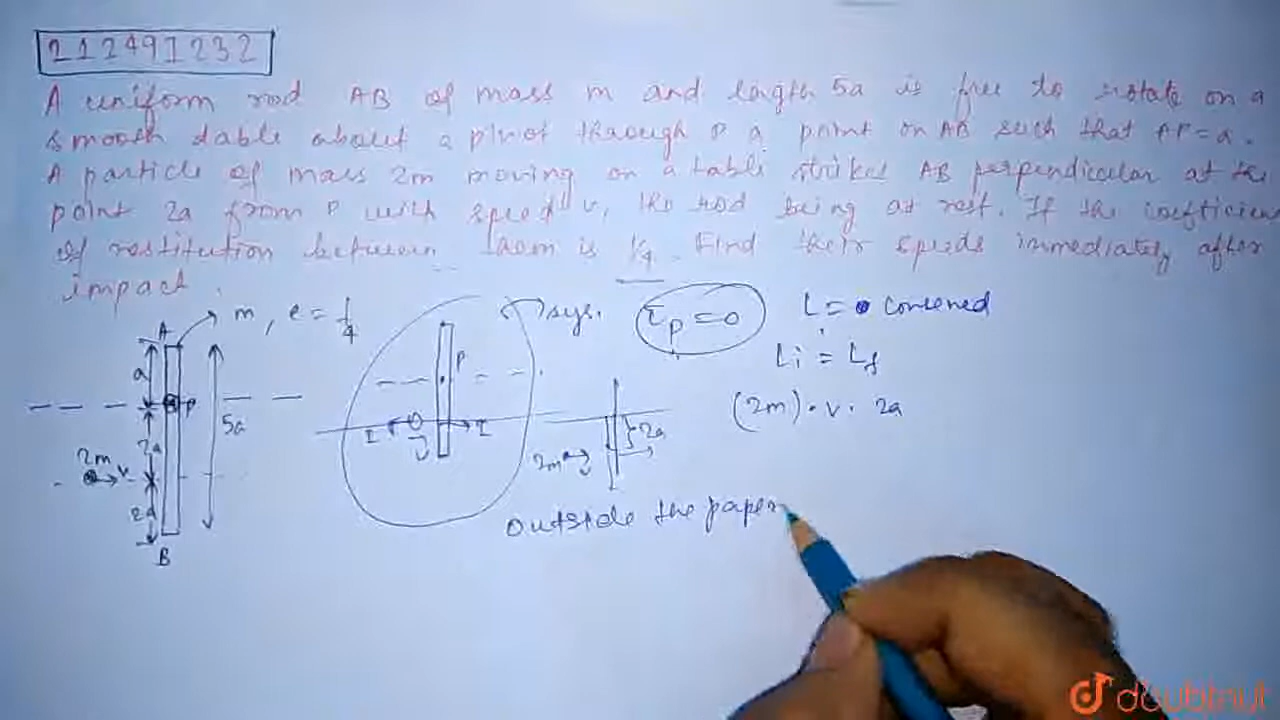 212491232
A uniform rod AB of mass m and length 5a is free to rotate on a
smooth table about a pivot through P a point on AB such that AP = a.
A particle of mass 2m moving on a table strikes AB perpendicular at the
point 2a from P with speed v, the rod being at rest. If the coefficien
of restitution between them is 1/4. Find their speeds immediately after
impact.
A m, e = 1/4
a P 2a 5a
2m v
2a
B
sys.
P
I I
v
τp = 0
L = conserved
Li = Lf
(2m) · v · 2a
2a
2m v
outside the paper
doubtnut